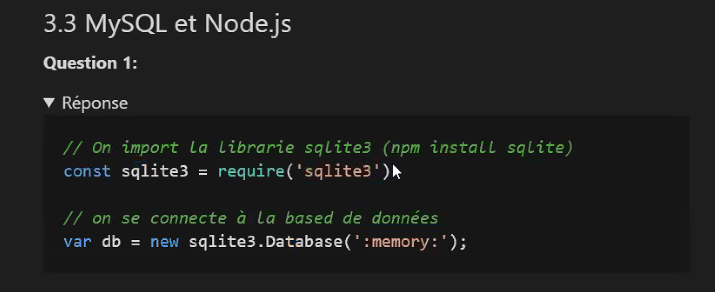 3.3 MySQL et Node.js
Question 1:
▼ Réponse
// On import la librarie sqlite3 (npm install sqlite)
const sqlite3 = require('sqlite3')
// on se connecte à la based de données
var db = new sqlite3.Database(':memory:');